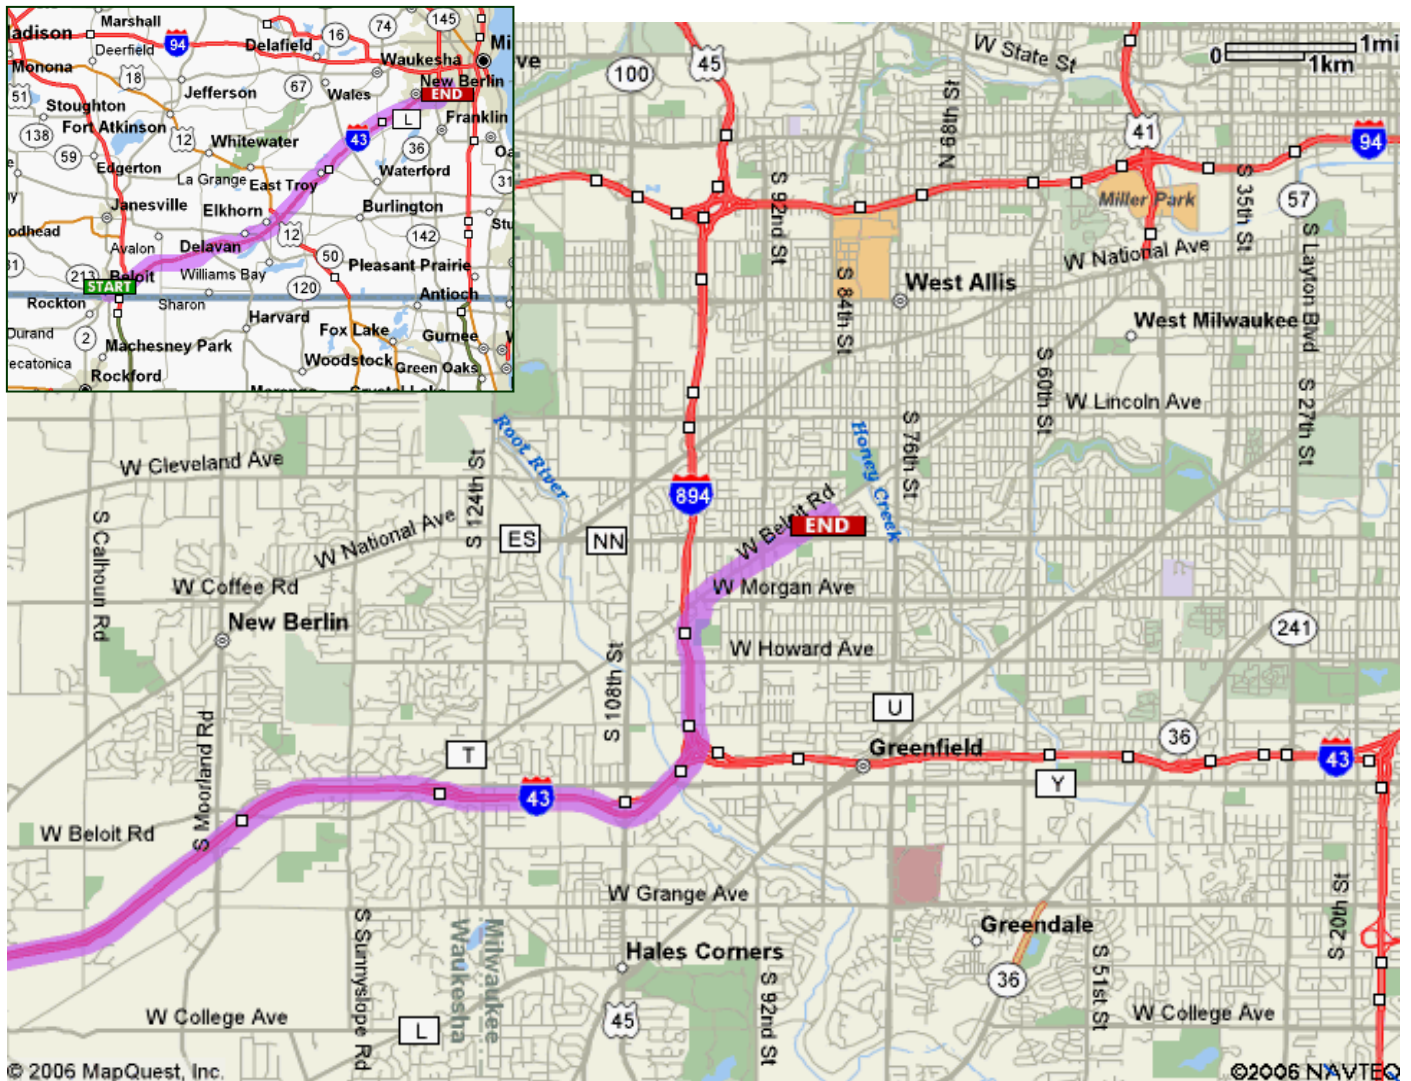 Marshall
74
145
adison
94
16
Deerfield
Delafield
Mi
Waukesha
Monona
18
New Berlin
END
67
51
Jefferson
Wales
Stoughton
L
Franklin
138
Fort Atkinson
12
43
Whitewater
36
59
Edgerton
Waterford
La Grange
East Troy
31
Janesville
Elkhorn
Burlington
odhead
12
142
Avalon
Delavan
50
Pleasant Prairie
213
Beloit
Williams Bay
START
120
Antioch
Rockton
Sharon
Harvard
Durand
2
Fox Lake
Gurnee
Machesney Park
ecatonica
Woodstock
Green Oaks
Rockford
ve
100
45
W State St
0
1mi
1km
N 68th St
41
94
S 92nd St
Miller Park
S 35th St
57
W National Ave
S 84th St
West Allis
S Layton Blvd
West Milwaukee
S 60th St
W Lincoln Ave
S 27th St
Root River
Honey Creek
S 76th St
W Cleveland Ave
S 124th St
894
S Calhoun Rd
W National Ave
ES
NN
W Beloit Rd
END
W Coffee Rd
W Morgan Ave
New Berlin
241
W Howard Ave
S 108th St
U
S Moorland Rd
T
Greenfield
36
43
Y
43
W Beloit Rd
W Grange Ave
S 20th St
S Sunnyslope Rd
Milwaukee
Waukesha
Greendale
Hales Corners
S 51st St
36
S 92nd St
W College Ave
L
45
W College Ave
© 2006 MapQuest, Inc.
©2006 NAVTEQ